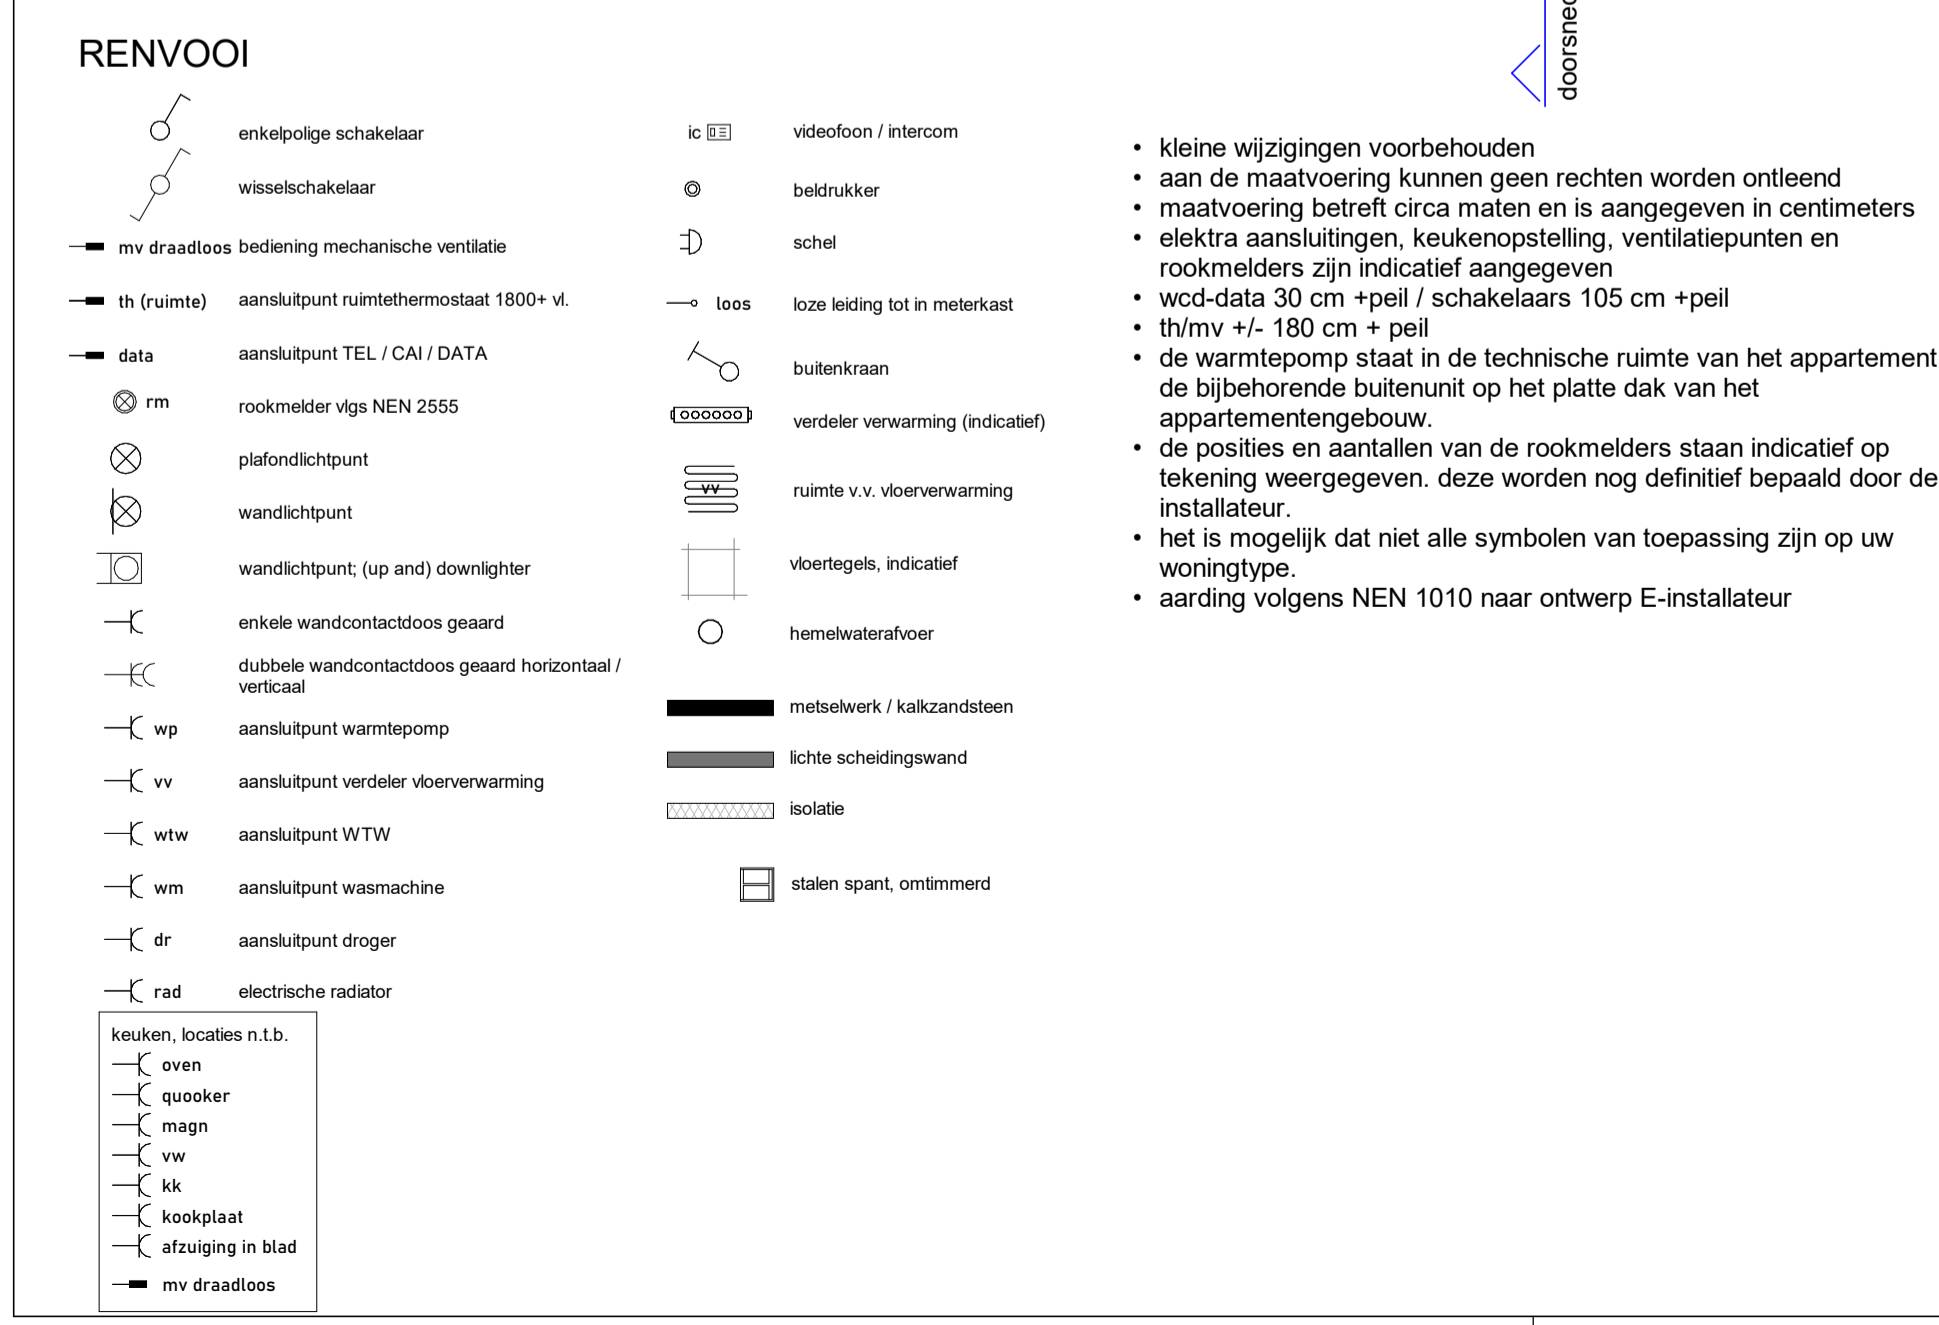 RENVOOI
enkelpolige schakelaar
wisselschakelaar
mv draadloos bediening mechanische ventilatie
th (ruimte) aansluitpunt ruimtethermostaat 1800+ vl.
data aansluitpunt TEL / CAI / DATA
rm rookmelder vlgs NEN 2555
plafondlichtpunt
wandlichtpunt
wandlichtpunt; (up and) downlighter
enkele wandcontactdoos geaard
dubbele wandcontactdoos geaard horizontaal /
verticaal
wp aansluitpunt warmtepomp
vv aansluitpunt verdeler vloerverwarming
wtw aansluitpunt WTW
wm aansluitpunt wasmachine
dr aansluitpunt droger
rad electrische radiator
keuken, locaties n.t.b.
oven
quooker
magn
vw
kk
kookplaat
afzuiging in blad
mv draadloos
ic videofoon / intercom
beldrukker
schel
loos loze leiding tot in meterkast
buitenkraan
verdeler verwarming (indicatief)
vv ruimte v.v. vloerverwarming
vloertegels, indicatief
hemelwaterafvoer
metselwerk / kalkzandsteen
lichte scheidingswand
isolatie
stalen spant, omtimmerd
• kleine wijzigingen voorbehouden
• aan de maatvoering kunnen geen rechten worden ontleend
• maatvoering betreft circa maten en is aangegeven in centimeters
• elektra aansluitingen, keukenopstelling, ventilatiepunten en
rookmelders zijn indicatief aangegeven
• wcd-data 30 cm +peil / schakelaars 105 cm +peil
• th/mv +/- 180 cm + peil
• de warmtepomp staat in de technische ruimte van het appartement
de bijbehorende buitenunit op het platte dak van het
appartementengebouw.
• de posities en aantallen van de rookmelders staan indicatief op
tekening weergegeven. deze worden nog definitief bepaald door de
installateur.
• het is mogelijk dat niet alle symbolen van toepassing zijn op uw
woningtype.
• aarding volgens NEN 1010 naar ontwerp E-installateur